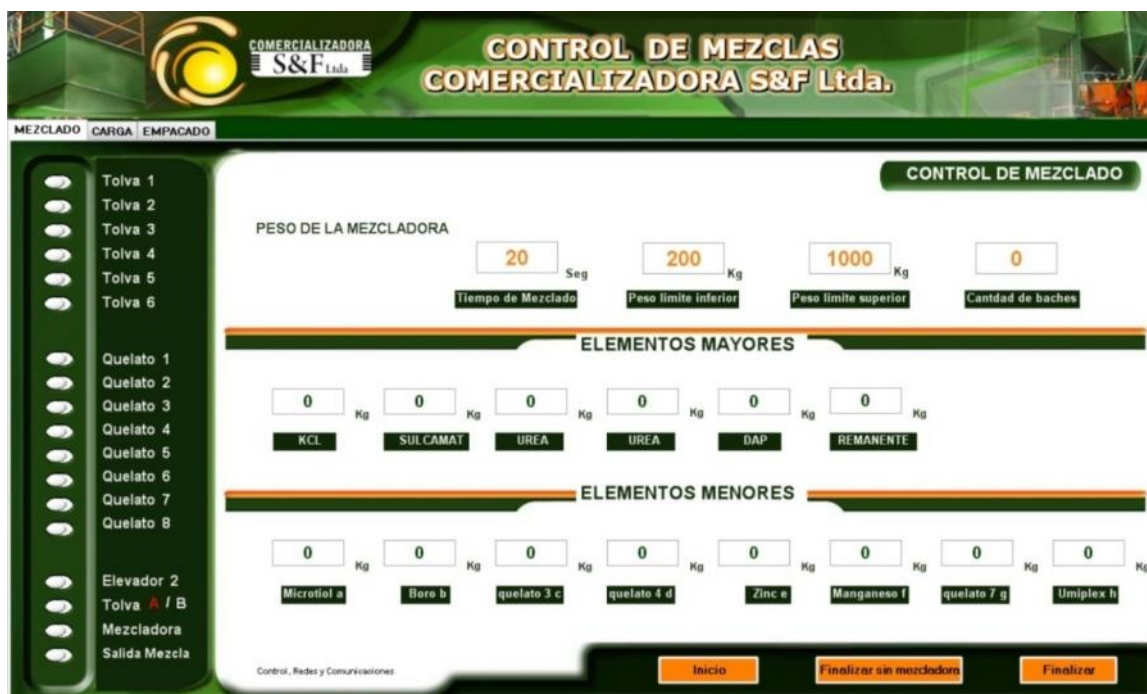 COMERCIALIZADORA
S&F Ltda
CONTROL DE MEZCLAS
COMERCIALIZADORA S&F Ltda.
MEZCLADO CARGA EMPACADO
CONTROL DE MEZCLADO
Tolva 1
Tolva 2
Tolva 3
Tolva 4
Tolva 5
Tolva 6
Quelato 1
Quelato 2
Quelato 3
Quelato 4
Quelato 5
Quelato 6
Quelato 7
Quelato 8
Elevador 2
Tolva A / B
Mezcladora
Salida Mezcla
PESO DE LA MEZCLADORA
20 Seg 200 Kg 1000 Kg 0
Tiempo de Mezclado Peso limite inferior Peso limite superior Cantdad de baches
ELEMENTOS MAYORES
0 Kg 0 Kg 0 Kg 0 Kg 0 Kg 0 Kg
KCL SULCAMAT UREA UREA DAP REMANENTE
ELEMENTOS MENORES
0 Kg 0 Kg 0 Kg 0 Kg 0 Kg 0 Kg 0 Kg 0 Kg
Microtiol a Boro b quelato 3 c quelato 4 d Zinc e Manganeso f quelato 7 g Umiplex h
Control, Redes y Comunicaciones
Inicio Finalizar sin mezcladora Finalizar